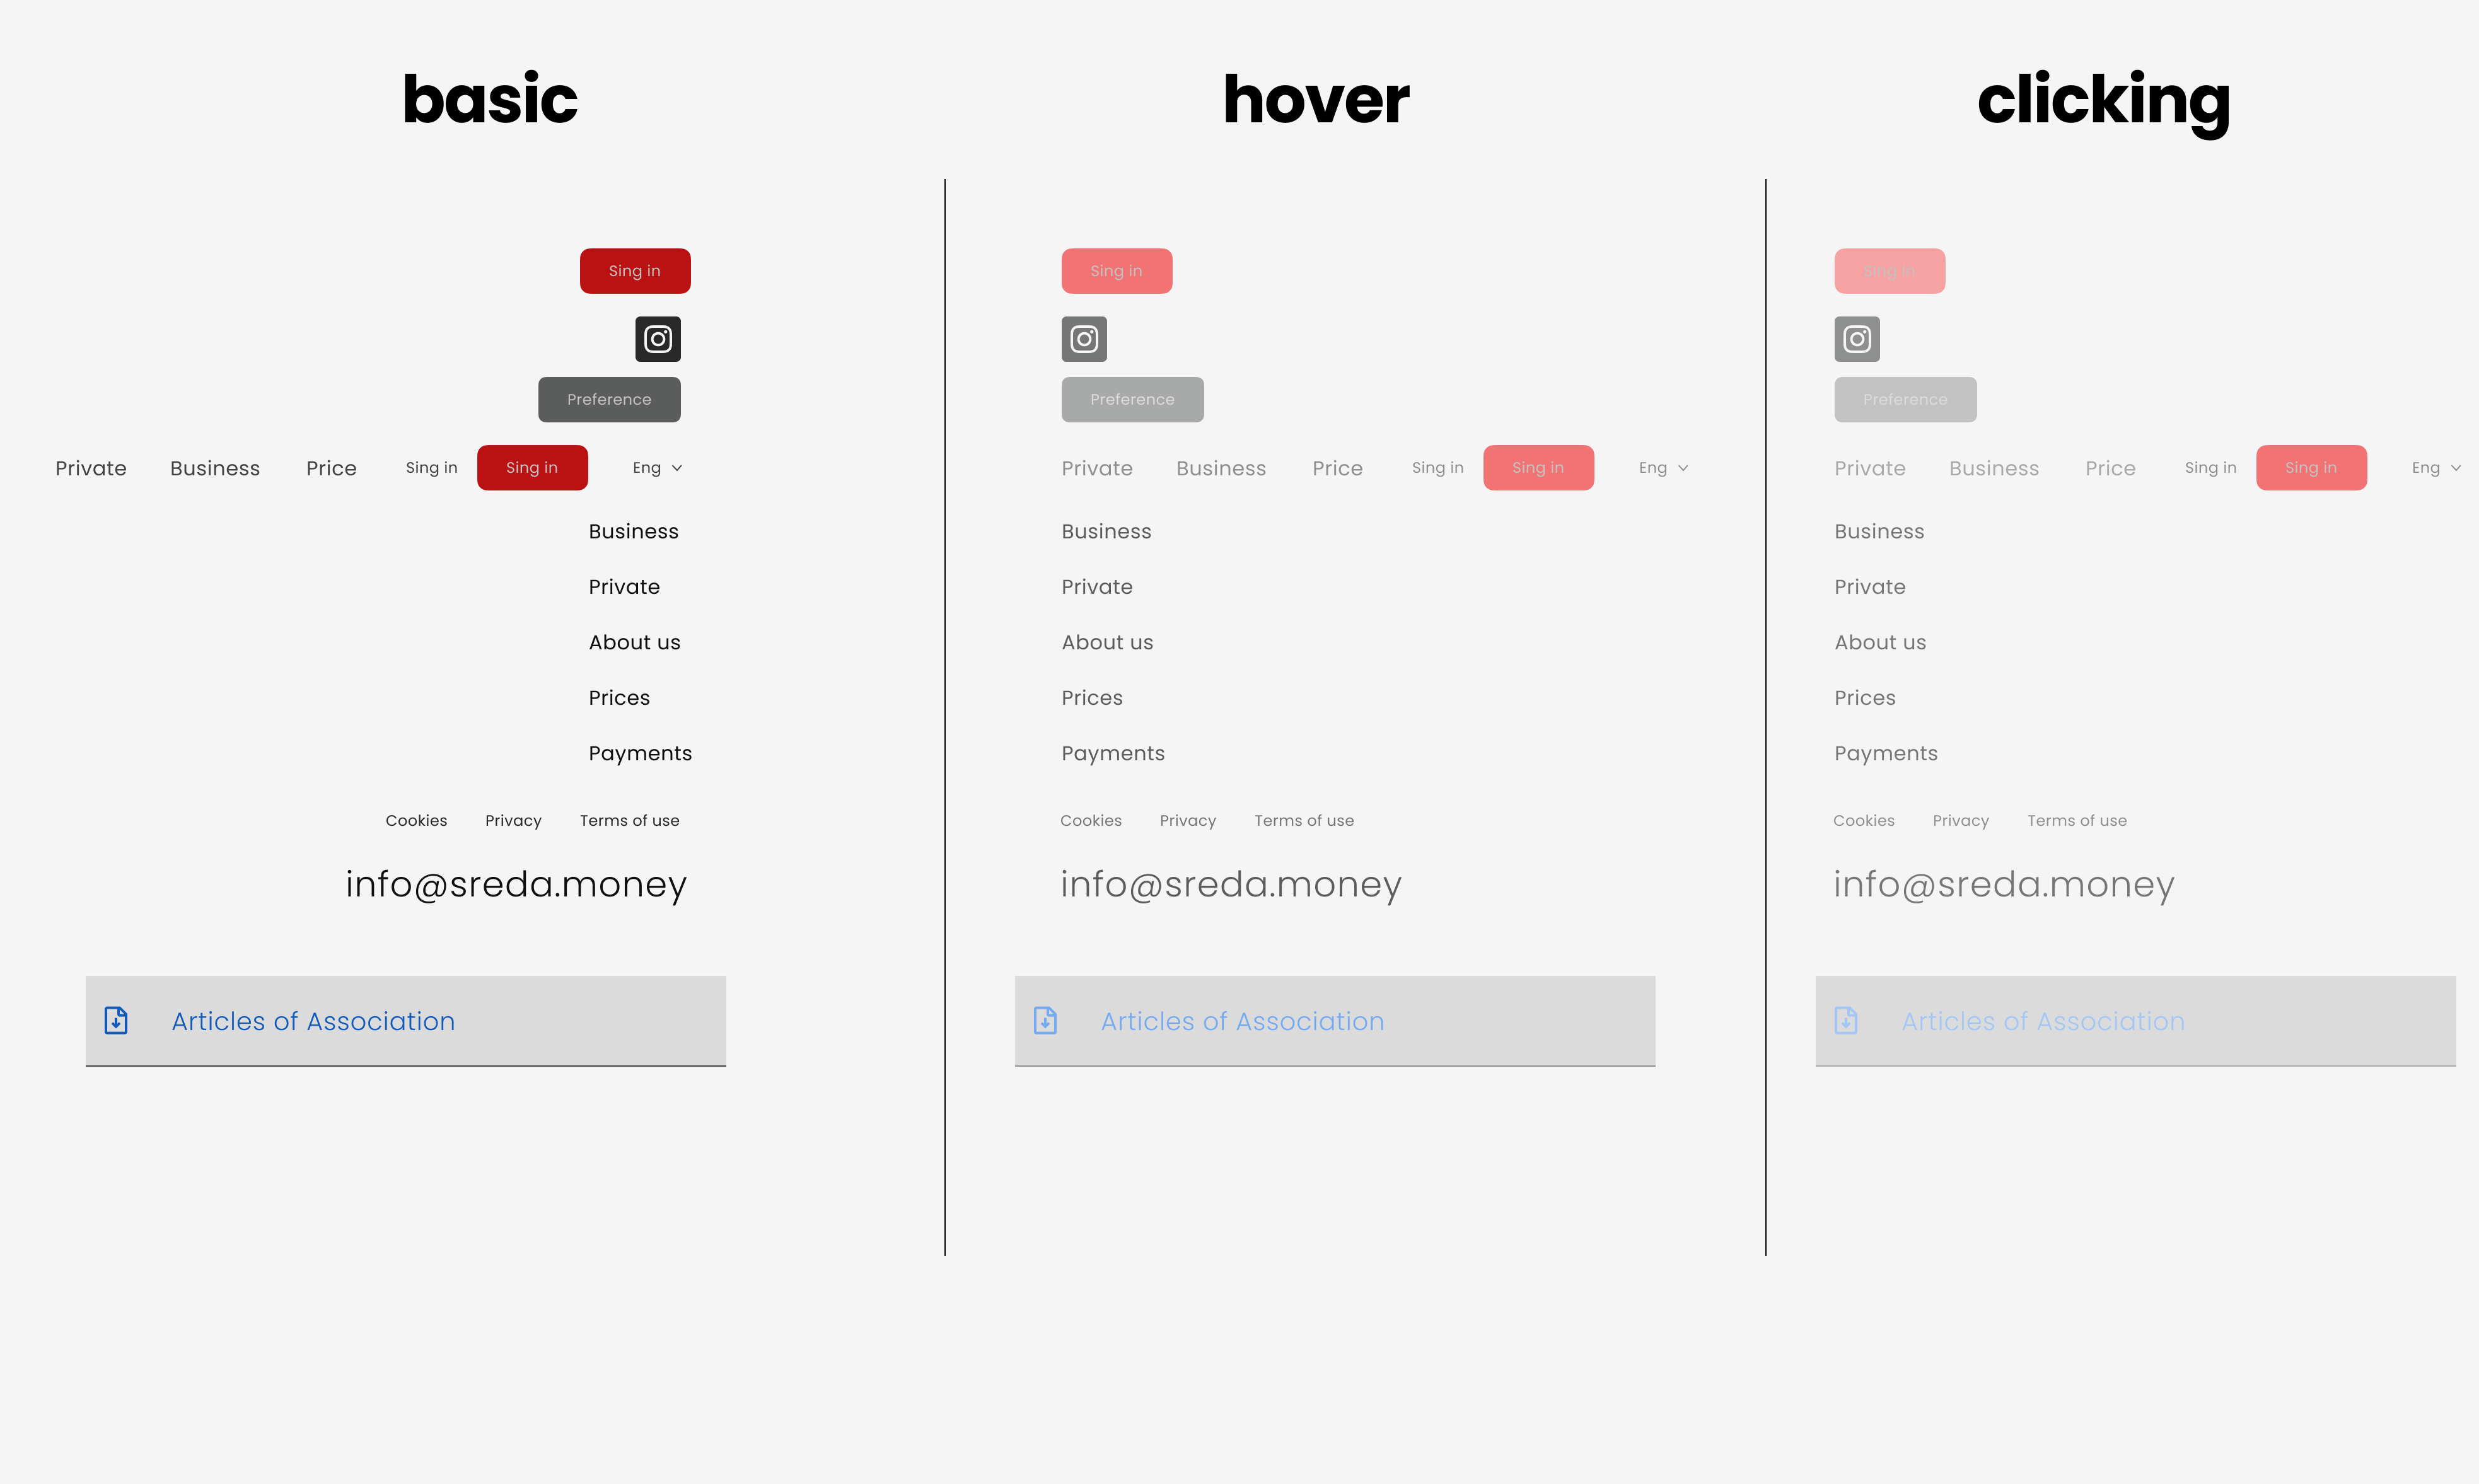 basic
hover
clicking
Sing in
Sing in
Sing in
Preference
Preference
Preference
Private Business Price Sing in Sing in Eng
Private Business Price Sing in Sing in Eng
Private Business Price Sing in Sing in Eng
Business
Business
Business
Private
Private
Private
About us
About us
About us
Prices
Prices
Prices
Payments
Payments
Payments
Cookies Privacy Terms of use
Cookies Privacy Terms of use
Cookies Privacy Terms of use
info@sreda.money
info@sreda.money
info@sreda.money
Articles of Association
Articles of Association
Articles of Association